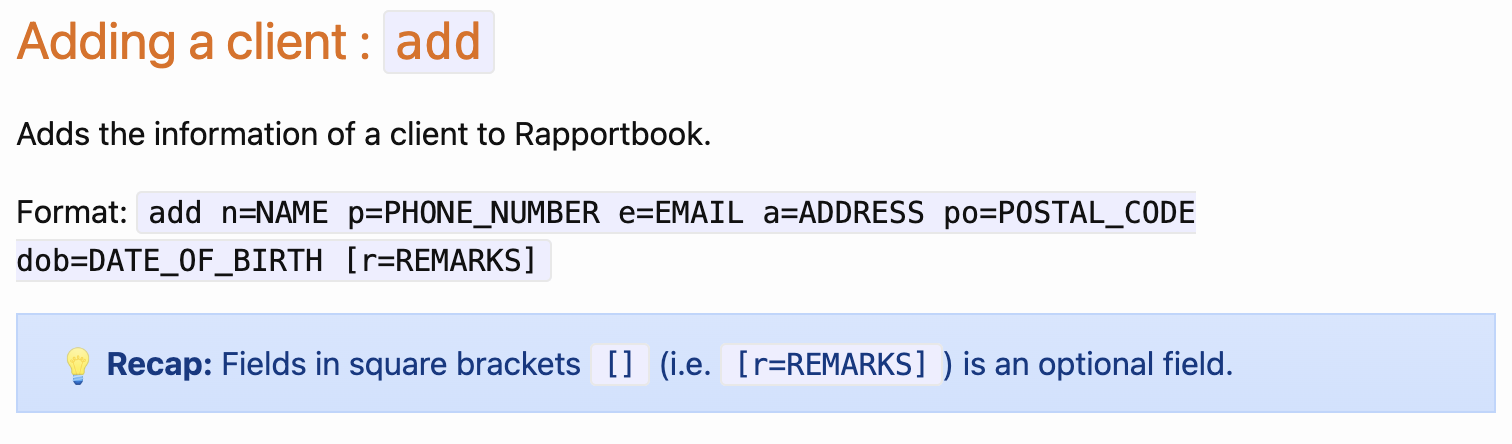 Adding a client : add
Adds the information of a client to Rapportbook.
Format: add n=NAME p=PHONE_NUMBER e=EMAIL a=ADDRESS po=POSTAL_CODE
dob=DATE_OF_BIRTH [r=REMARKS]
💡 Recap: Fields in square brackets [] (i.e. [r=REMARKS]) is an optional field.